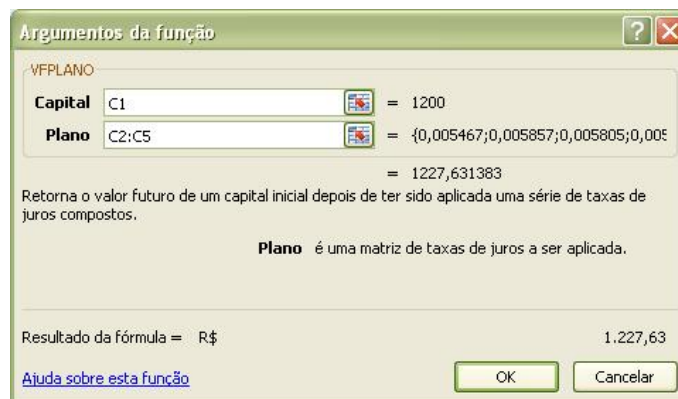 Argumentos da função
VFPLANO
Capital C1 = 1200
Plano C2:C5 = {0,005467;0,005857;0,005805;0,005
= 1227,631383
Retorna o valor futuro de um capital inicial depois de ter sido aplicada uma série de taxas de
juros compostos.
Plano é uma matriz de taxas de juros a ser aplicada.
Resultado da fórmula = R$ 1.227,63
Ajuda sobre esta função OK Cancelar